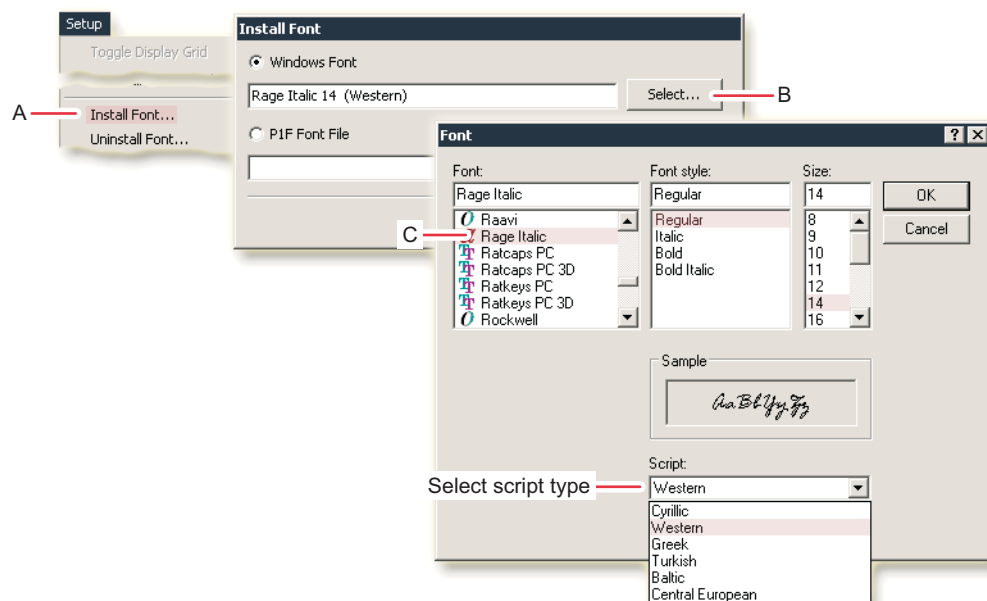 Setup
Toggle Display Grid
...
A
Install Font...
Uninstall Font...
Install Font
Windows Font
Rage Italic 14 (Western)
Select...
B
P1F Font File
Font
Font:
Font style:
Size:
Rage Italic
Regular
14
OK
Cancel
C
Raavi
Rage Italic
Ratcaps PC
Ratcaps PC 3D
Ratkeys PC
Ratkeys PC 3D
Rockwell
Regular
Italic
Bold
Bold Italic
8
9
10
11
12
14
16
Sample
AaBbYyZz
Script:
Select script type
Western
Cyrillic
Western
Greek
Turkish
Baltic
Central European